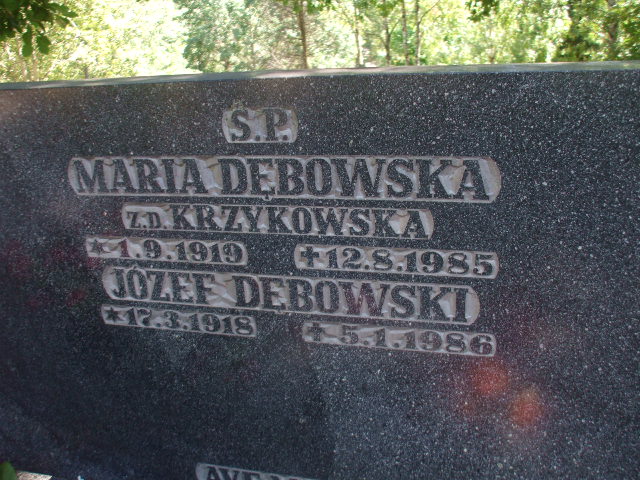 Ś.P.
MARIA DĘBOWSKA
Z.D. KRZYKOWSKA
*1.9.1919 +12.8.1985
JÓZEF DĘBOWSKI
*17.3.1918 +5.1.1986